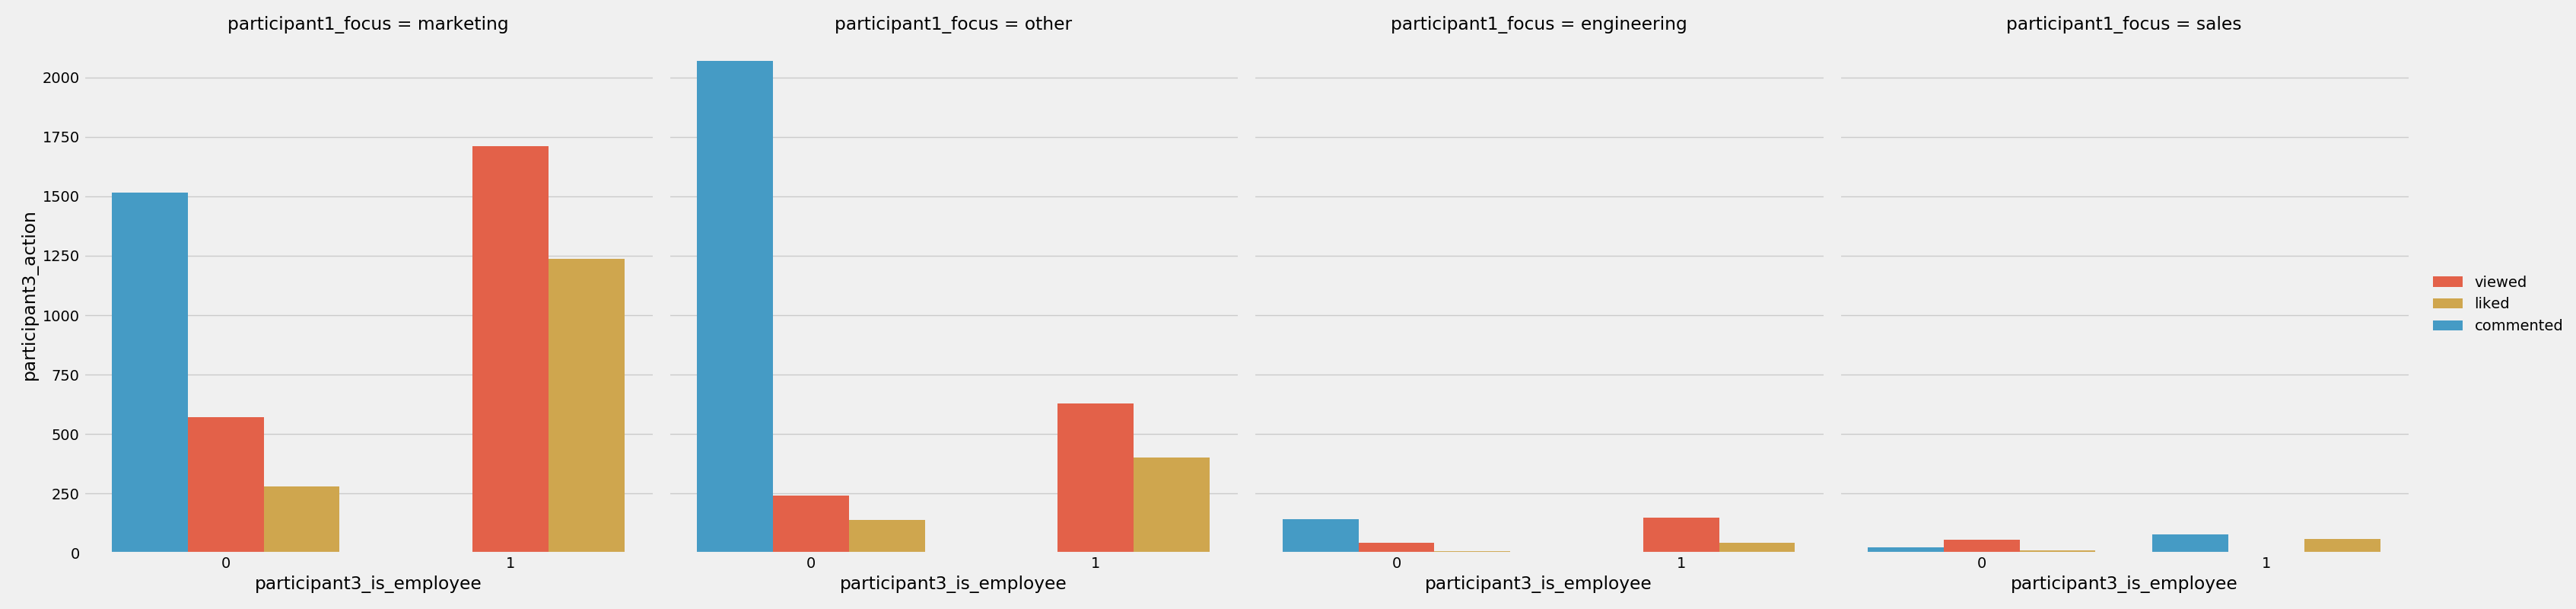 participant1_focus = marketing
participant1_focus = other
participant1_focus = engineering
participant1_focus = sales
participant3_action
2000
1750
1500
1250
1000
750
500
250
0
0 1
0 1
0 1
0 1
participant3_is_employee
participant3_is_employee
participant3_is_employee
participant3_is_employee
viewed
liked
commented